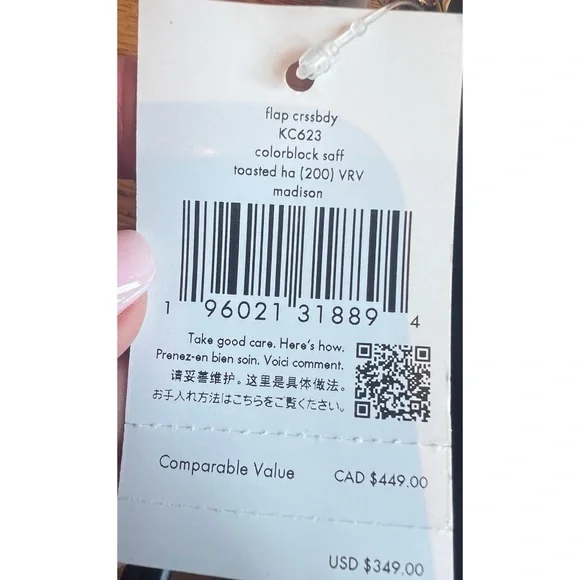 flap crssbdy
KC623
colorblock saff
toasted ha (200) VRV
madison
1 96021 31889 4
Take good care. Here's how.
Prenez-en bien soin. Voici comment.
请妥善维护。这里是具体做法。
お手入れ方法はこちらをご覧ください。
Comparable Value CAD $449.00
USD $349.00